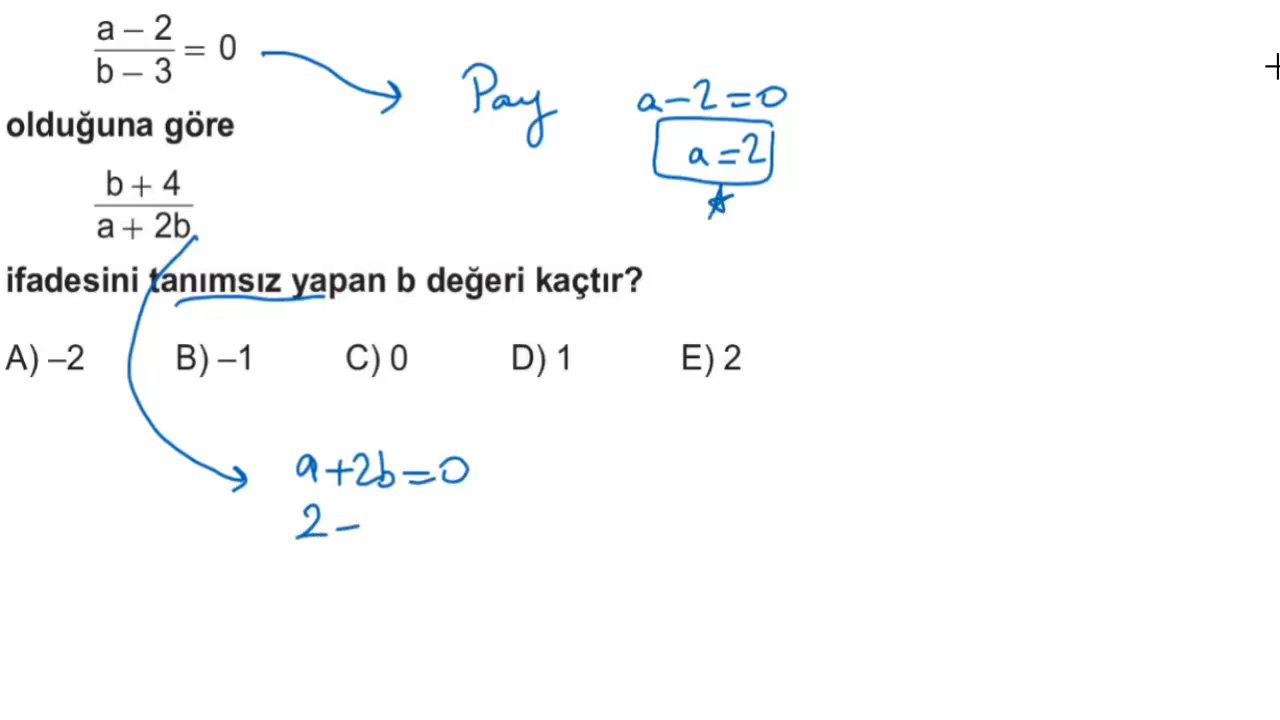 a − 2
b − 3 = 0
Pay
a − 2 = 0
a = 2
olduğuna göre
b + 4
a + 2b
ifadesini tanımsız yapan b değeri kaçtır?
A) –2 B) –1 C) 0 D) 1 E) 2
a + 2b = 0
2 −